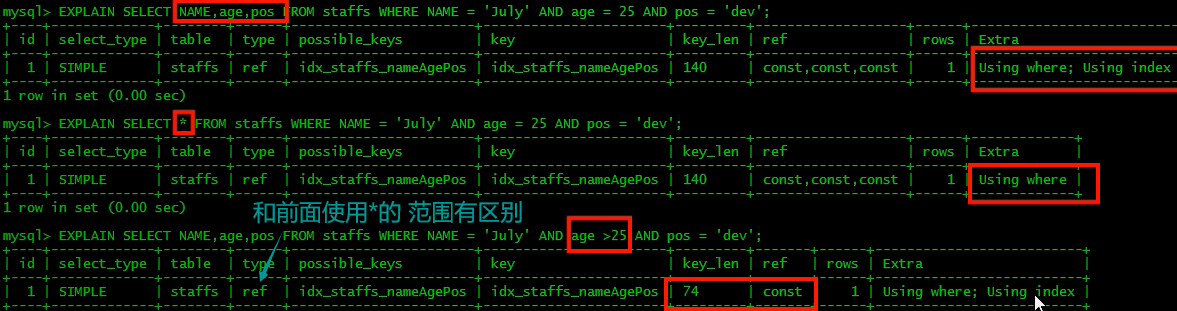 mysql> EXPLAIN SELECT NAME,age,pos FROM staffs WHERE NAME = 'July' AND age = 25 AND pos = 'dev';
| id | select_type | table | type | possible_keys | key | key_len | ref | rows | Extra
| 1 | SIMPLE | staffs | ref | idx_staffs_nameAgePos | idx_staffs_nameAgePos | 140 | const,const,const | 1 | Using where; Using index
1 row in set (0.00 sec)
mysql> EXPLAIN SELECT * FROM staffs WHERE NAME = 'July' AND age = 25 AND pos = 'dev';
| id | select_type | table | type | possible_keys | key | key_len | ref | rows | Extra |
| 1 | SIMPLE | staffs | ref | idx_staffs_nameAgePos | idx_staffs_nameAgePos | 140 | const,const,const | 1 | Using where |
1 row in set (0.00 sec)
和前面使用*的 范围有区别
mysql> EXPLAIN SELECT NAME,age,pos FROM staffs WHERE NAME = 'July' AND age >25 AND pos = 'dev';
| id | select_type | table | type | possible_keys | key | key_len | ref | rows | Extra |
| 1 | SIMPLE | staffs | ref | idx_staffs_nameAgePos | idx_staffs_nameAgePos | 74 | const | 1 | Using where; Using index |